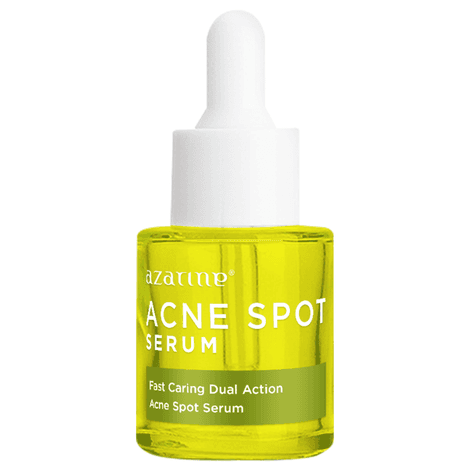 azarine®
ACNE SPOT
SERUM
Fast Caring Dual Action
Acne Spot Serum